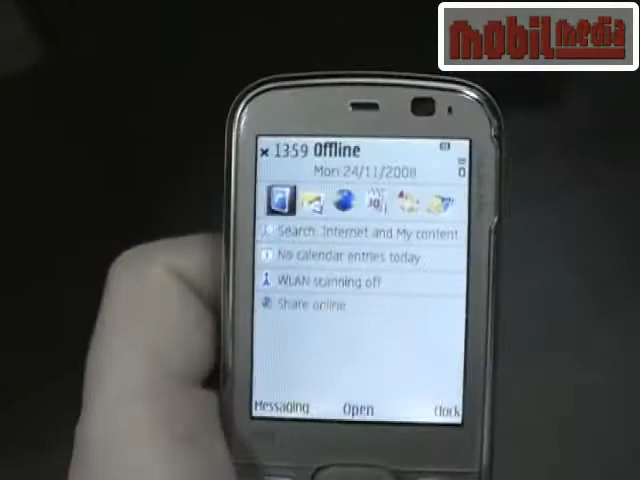 mobilmedia
1359 Offline
Mon 24/11/2008
0
Search: Internet and My content
No calendar entries today
WLAN scanning off
Share online
Messaging Open Clock